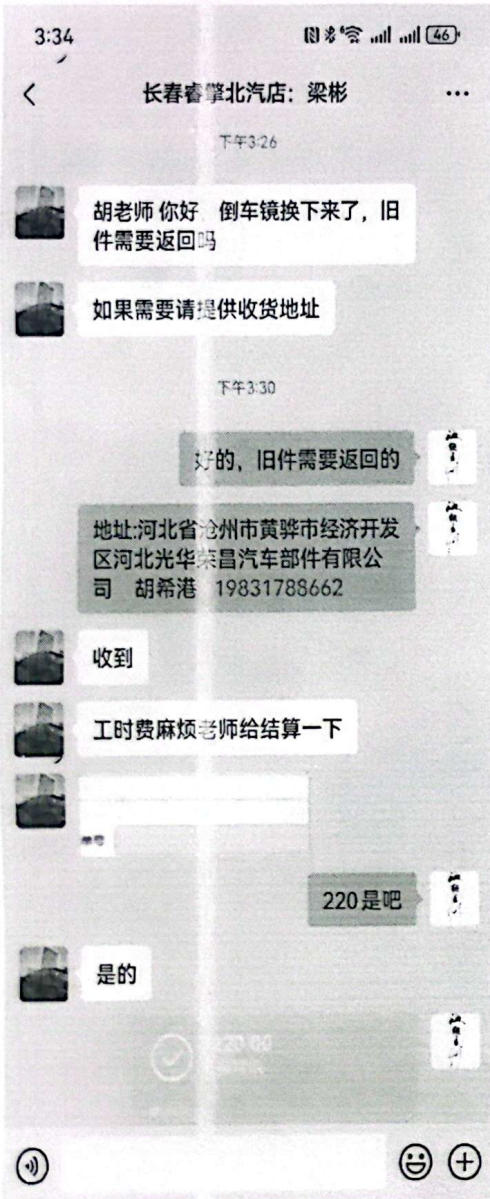 3:34
46
长春睿擎北汽店：梁彬
下午3:26
胡老师 你好 倒车镜换下来了，旧
件需要返回吗
如果需要请提供收货地址
下午3:30
好的，旧件需要返回的
地址:河北省沧州市黄骅市经济开发
区河北光华荣昌汽车部件有限公
司 胡希港 19831788662
收到
工时费麻烦老师给结算一下
单号
220是吧
是的